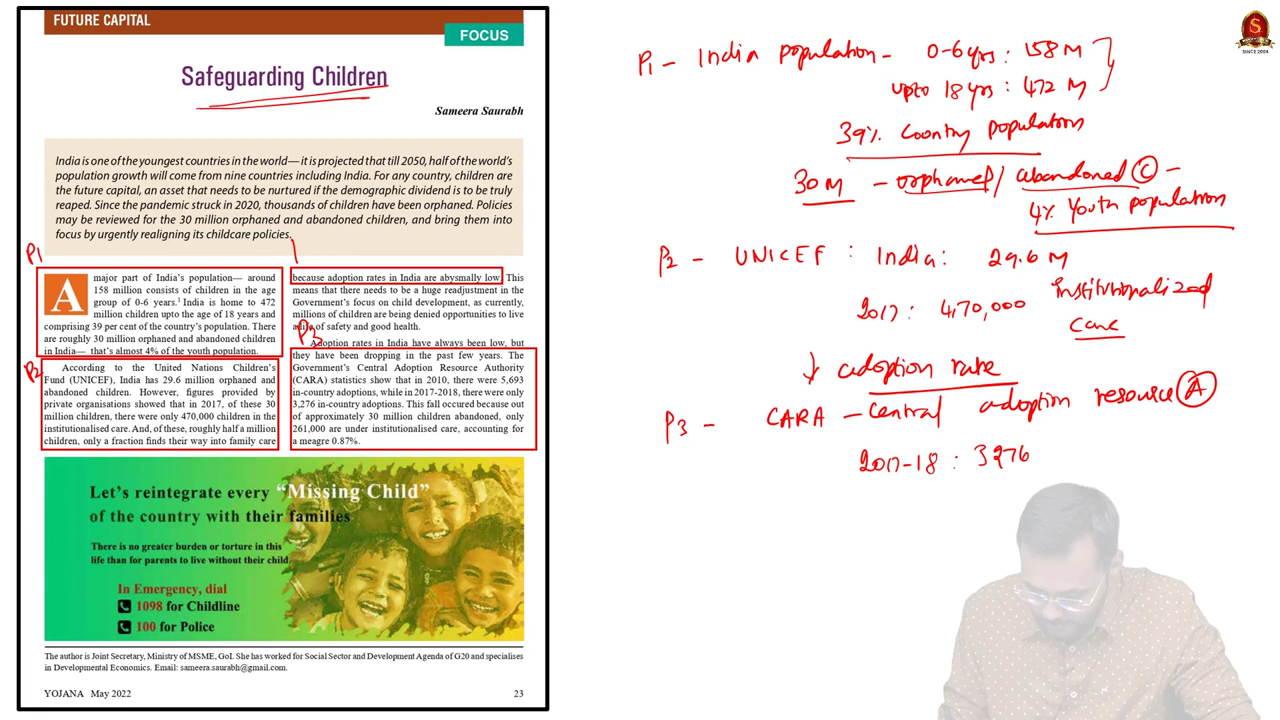 FUTURE CAPITAL
FOCUS
Safeguarding Children
Sameera Saurabh
India is one of the youngest countries in the world— it is projected that till 2050, half of the world's
population growth will come from nine countries including India. For any country, children are
the future capital, an asset that needs to be nurtured if the demographic dividend is to be truly
reaped. Since the pandemic struck in 2020, thousands of children have been orphaned. Policies
may be reviewed for the 30 million orphaned and abandoned children, and bring them into
focus by urgently realigning its childcare policies.
P1
A major part of India's population— around
158 million consists of children in the age
group of 0-6 years.1 India is home to 472
million children upto the age of 18 years and
comprising 39 per cent of the country's population. There
are roughly 30 million orphaned and abandoned children
in India— that's almost 4% of the youth population.
P2
According to the United Nations Children's
Fund (UNICEF), India has 29.6 million orphaned and
abandoned children. However, figures provided by
private organisations showed that in 2017, of these 30
million children, there were only 470,000 children in the
institutionalised care. And, of these, roughly half a million
children, only a fraction finds their way into family care
because adoption rates in India are abysmally low. This
means that there needs to be a huge readjustment in the
Government's focus on child development, as currently,
millions of children are being denied opportunities to live
a life of safety and good health.
P3
Adoption rates in India have always been low, but
they have been dropping in the past few years. The
Government's Central Adoption Resource Authority
(CARA) statistics show that in 2010, there were 5,693
in-country adoptions, while in 2017-2018, there were only
3,276 in-country adoptions. This fall occured because out
of approximately 30 million children abandoned, only
261,000 are under institutionalised care, accounting for
a meagre 0.87%.
Let's reintegrate every "Missing Child"
of the country with their families
There is no greater burden or torture in this
life than for parents to live without their child
In Emergency, dial
1098 for Childline
100 for Police
The author is Joint Secretary, Ministry of MSME, GoI. She has worked for Social Sector and Development Agenda of G20 and specialises
in Developmental Economics. Email: sameera.saurabh@gmail.com.
YOJANA May 2022
23
P1 - India population - 0-6 yrs : 158 M
upto 18 yrs : 472 M
39% Country population
30 M - orphaned/ abandoned C -
4% Youth population
P2 - UNICEF : India : 29.6 M
2017 : 4,70,000 institutionalized
care
↓ adoption rate
P3 - CARA - Central adoption resource A
2017-18 : 3276
S
SINCE 2004